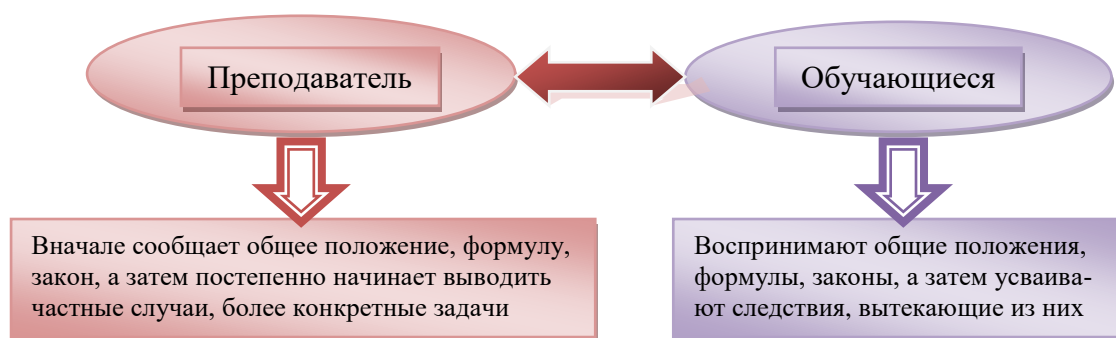 Преподаватель
Обучающиеся
Вначале сообщает общее положение, формулу,
закон, а затем постепенно начинает выводить
частные случаи, более конкретные задачи
Воспринимают общие положения,
формулы, законы, а затем усваива-
ют следствия, вытекающие из них